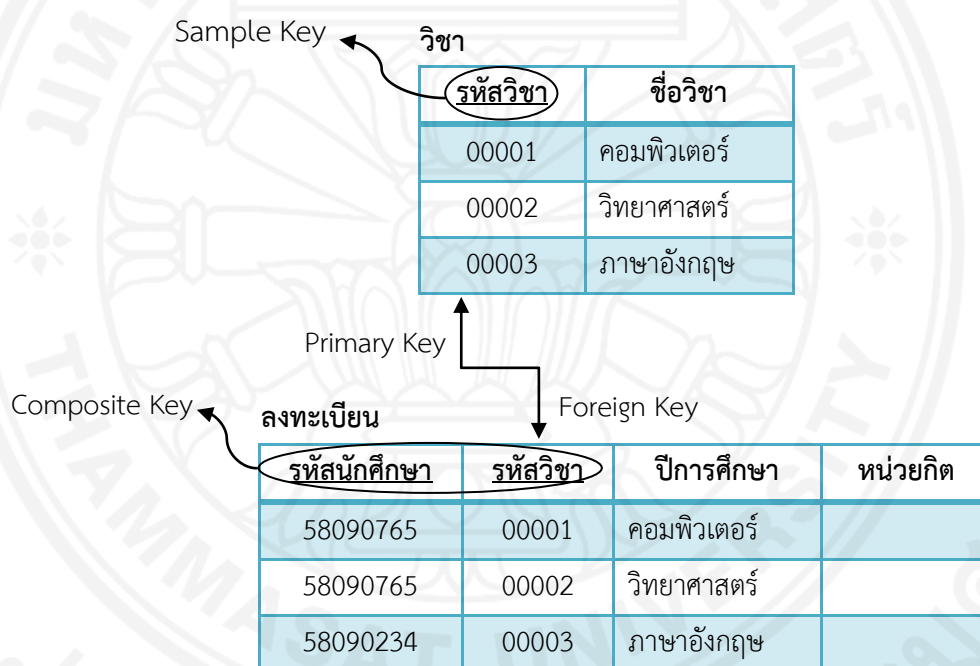 Sample Key
วิชา
รหัสวิชา ชื่อวิชา
00001 คอมพิวเตอร์
00002 วิทยาศาสตร์
00003 ภาษาอังกฤษ
Primary Key
Composite Key
ลงทะเบียน
Foreign Key
รหัสนักศึกษา รหัสวิชา ปีการศึกษา หน่วยกิต
58090765 00001 คอมพิวเตอร์
58090765 00002 วิทยาศาสตร์
58090234 00003 ภาษาอังกฤษ
THAMMASAT UNIVERSITY